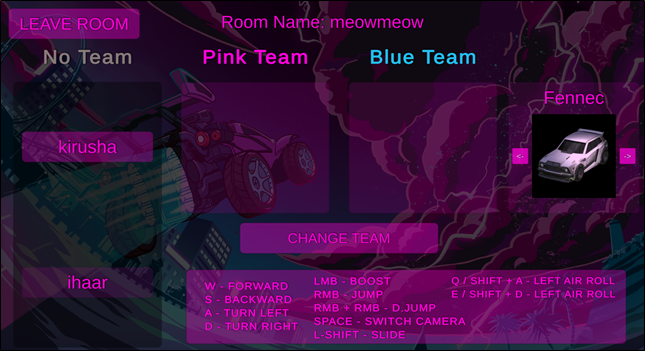 LEAVE ROOM
Room Name: meowmeow
No Team
Pink Team
Blue Team
Fennec
kirusha
<-
->
CHANGE TEAM
ihaar
W - FORWARD
S - BACKWARD
A - TURN LEFT
D - TURN RIGHT
LMB - BOOST
RMB - JUMP
RMB + RMB - D.JUMP
SPACE - SWITCH CAMERA
L-SHIFT - SLIDE
Q / SHIFT + A - LEFT AIR ROLL
E / SHIFT + D - LEFT AIR ROLL